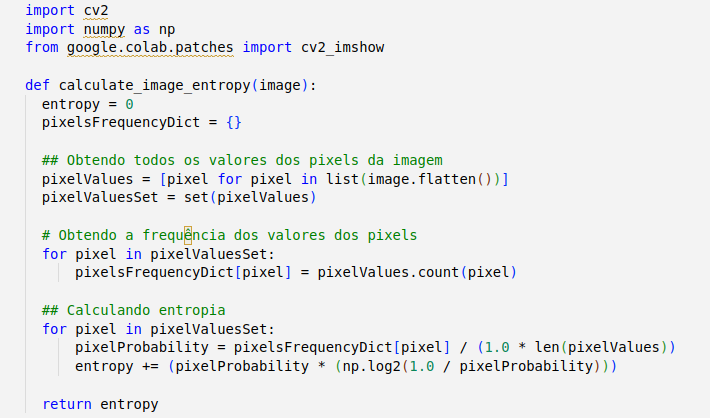 import cv2
import numpy as np
from google.colab.patches import cv2_imshow
def calculate_image_entropy(image):
entropy = 0
pixelsFrequencyDict = {}
## Obtendo todos os valores dos pixels da imagem
pixelValues = [pixel for pixel in list(image.flatten())]
pixelValuesSet = set(pixelValues)
# Obtendo a frequência dos valores dos pixels
for pixel in pixelValuesSet:
pixelsFrequencyDict[pixel] = pixelValues.count(pixel)
## Calculando entropia
for pixel in pixelValuesSet:
pixelProbability = pixelsFrequencyDict[pixel] / (1.0 * len(pixelValues))
entropy += (pixelProbability * (np.log2(1.0 / pixelProbability)))
return entropy